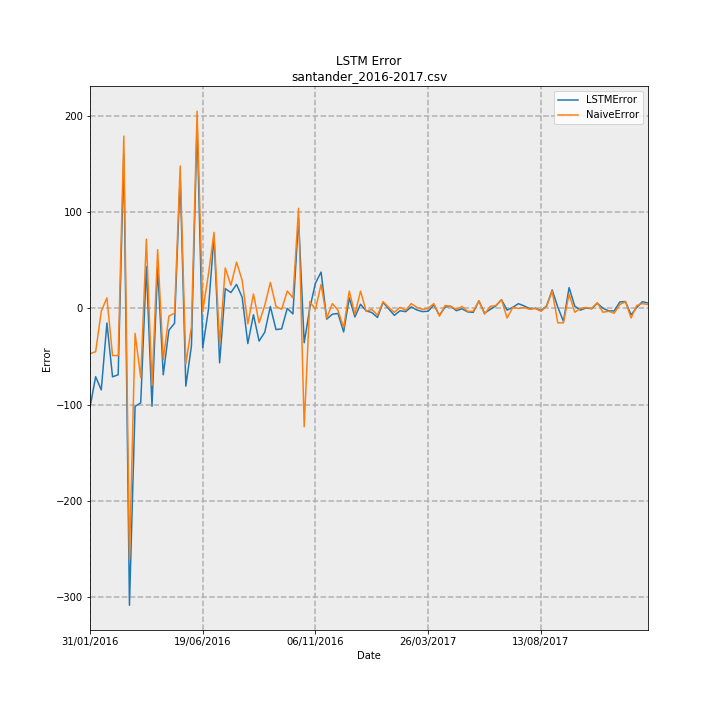 LSTM Error
santander_2016-2017.csv
LSTMError
NaiveError
200
100
0
−100
−200
−300
Error
31/01/2016
19/06/2016
06/11/2016
26/03/2017
13/08/2017
Date